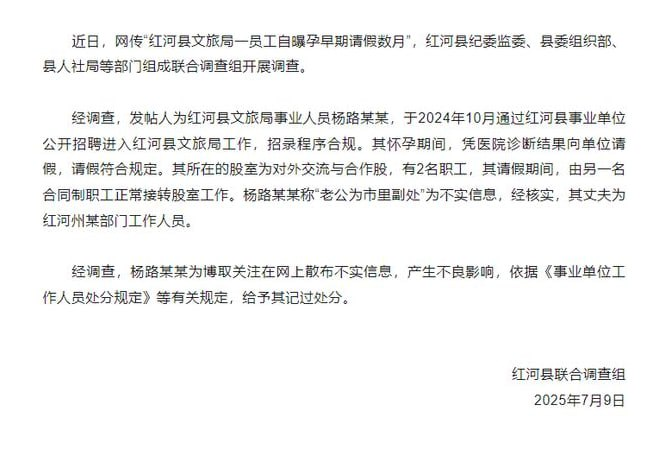 近日，网传“红河县文旅局一员工自曝孕早期请假数月”，红河县纪委监委、县委组织部、
县人社局等部门组成联合调查组开展调查。
经调查，发帖人为红河县文旅局事业人员杨路某某，于2024年10月通过红河县事业单位
公开招聘进入红河县文旅局工作，招录程序合规。其怀孕期间，凭医院诊断结果向单位请
假，请假符合规定。其所在的股室为对外交流与合作股，有2名职工，其请假期间，由另一名
合同制职工正常接转股室工作。杨路某某称“老公为市里副处”为不实信息，经核实，其丈夫为
红河州某部门工作人员。
经调查，杨路某某为博取关注在网上散布不实信息，产生不良影响，依据《事业单位工
作人员处分规定》等有关规定，给予其记过处分。
红河县联合调查组
2025年7月9日